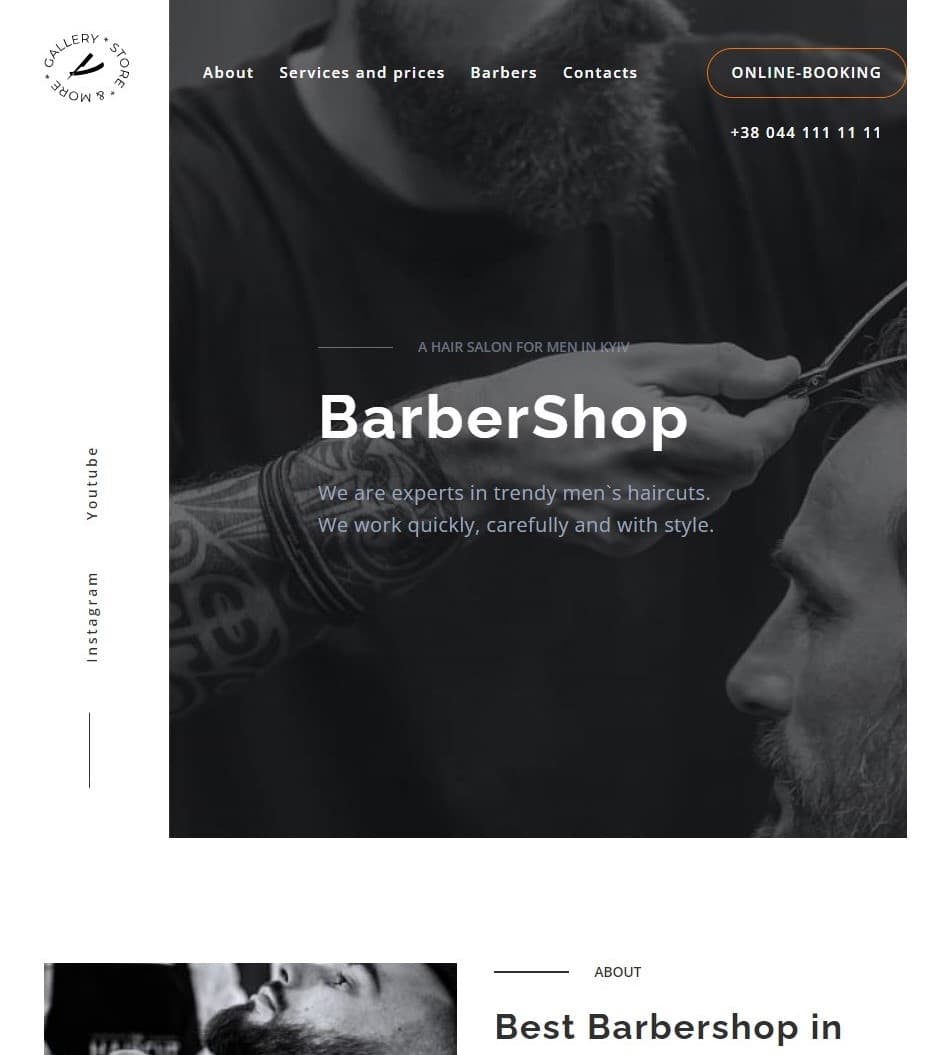 GALLERY * STORE * & MORE *
About Services and prices Barbers Contacts ONLINE-BOOKING
+38 044 111 11 11
A HAIR SALON FOR MEN IN KYIV
BarberShop
We are experts in trendy men`s haircuts.
We work quickly, carefully and with style.
Youtube
Instagram
ABOUT
Best Barbershop in